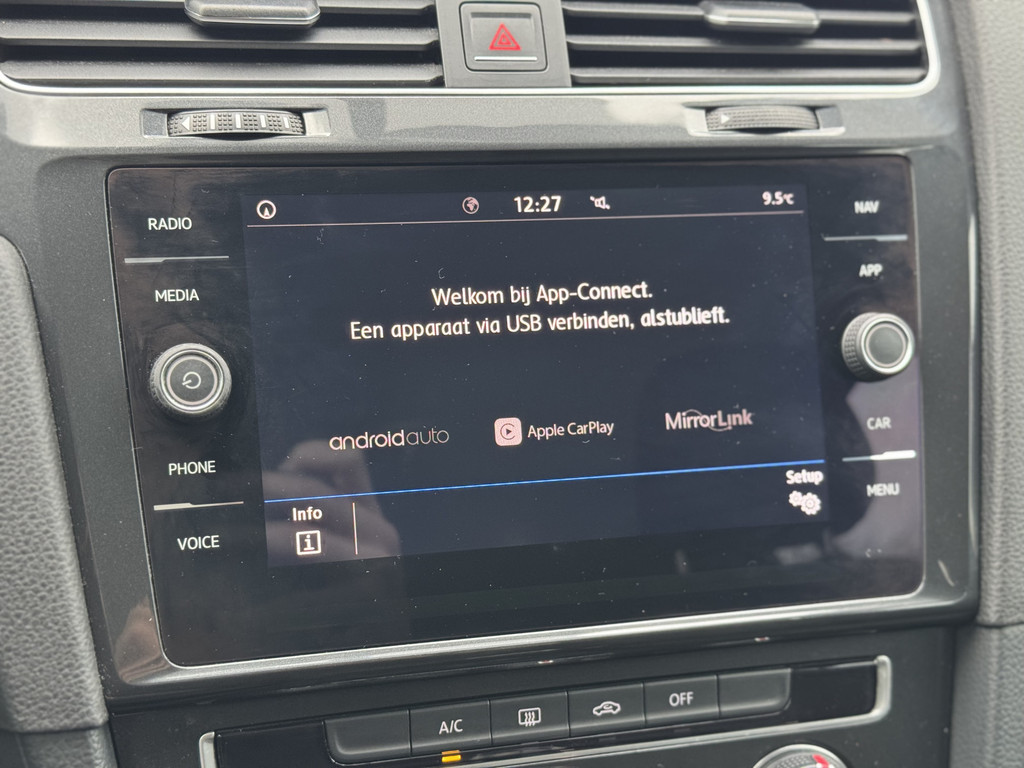 12:27
9.5°C
RADIO
MEDIA
PHONE
VOICE
NAV
APP
CAR
MENU
Welkom bij App-Connect.
Een apparaat via USB verbinden, alstublieft.
androidauto
Apple CarPlay
MirrorLink
Info
i
Setup
A/C
OFF